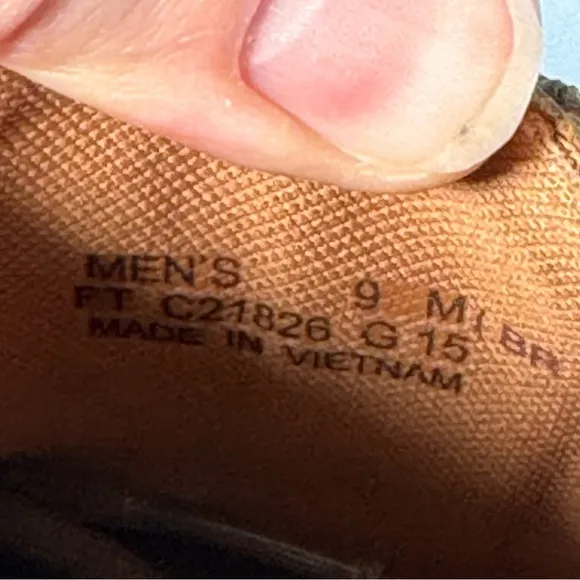 MEN'S 9 M
FT C21826 G 15
MADE IN VIETNAM